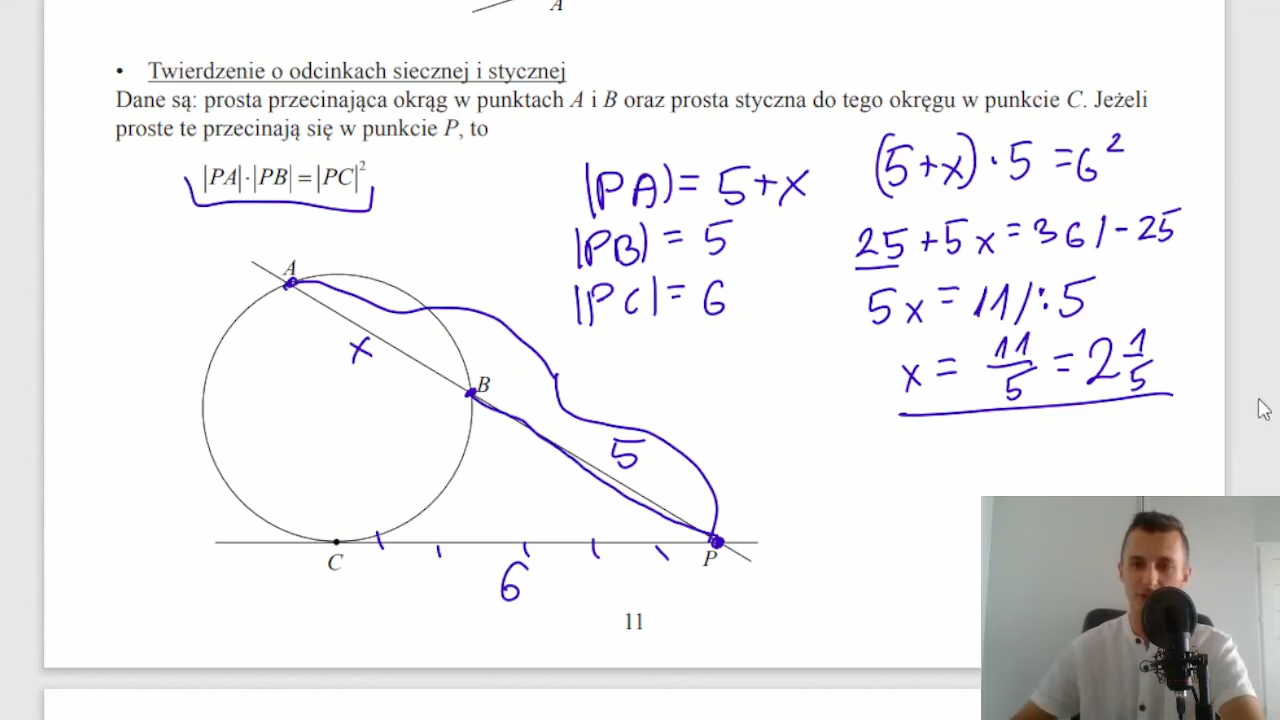 A
• Twierdzenie o odcinkach siecznej i stycznej
Dane są: prosta przecinająca okrąg w punktach A i B oraz prosta styczna do tego okręgu w punkcie C. Jeżeli
proste te przecinają się w punkcie P, to
|PA|·|PB|=|PC|²
|PA|= 5+x
|PB| = 5
|PC|= 6
(5+x)·5=6²
25+5x=36/-25
5x=11/:5
x= 11/5 = 2 1/5
A
x
B
5
C
6
P
11